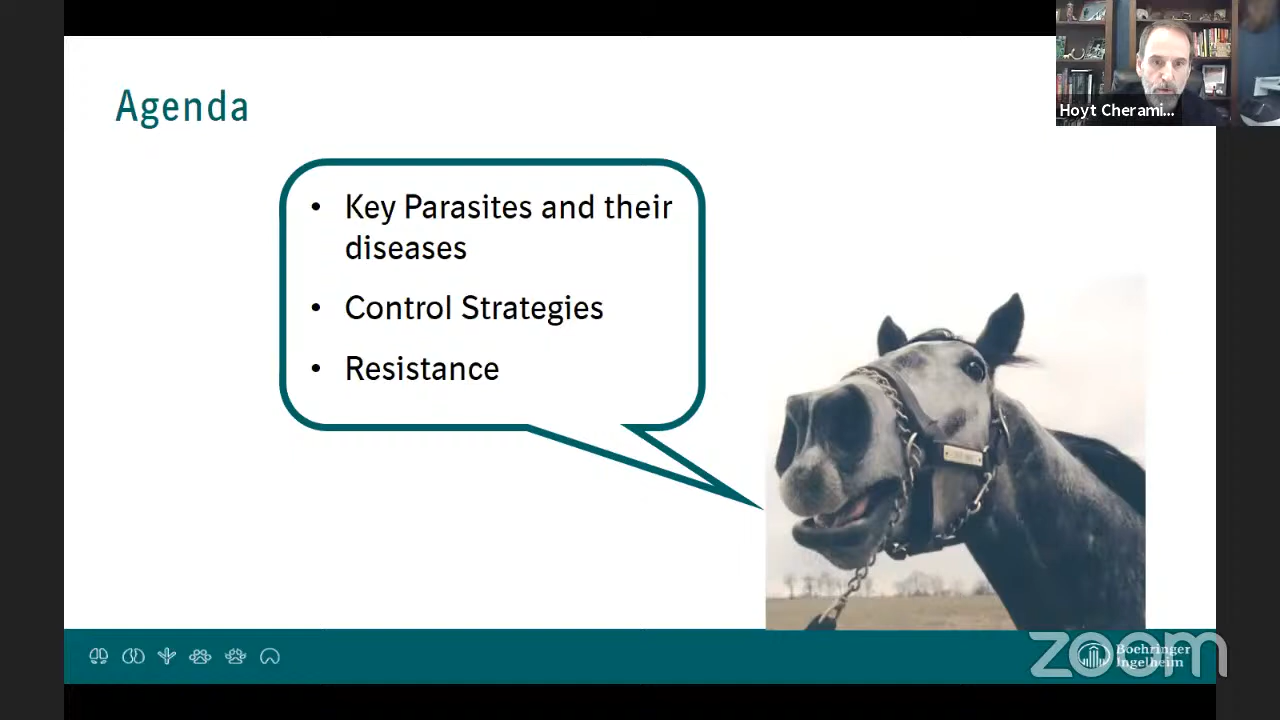 Agenda
Hoyt Cherami...
• Key Parasites and their
diseases
• Control Strategies
• Resistance
zoom
Boehringer
Ingelheim